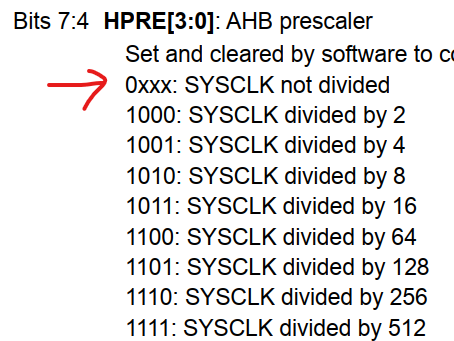 Bits 7:4 HPRE[3:0]: AHB prescaler
Set and cleared by software to
0xxx: SYSCLK not divided
1000: SYSCLK divided by 2
1001: SYSCLK divided by 4
1010: SYSCLK divided by 8
1011: SYSCLK divided by 16
1100: SYSCLK divided by 64
1101: SYSCLK divided by 128
1110: SYSCLK divided by 256
1111: SYSCLK divided by 512